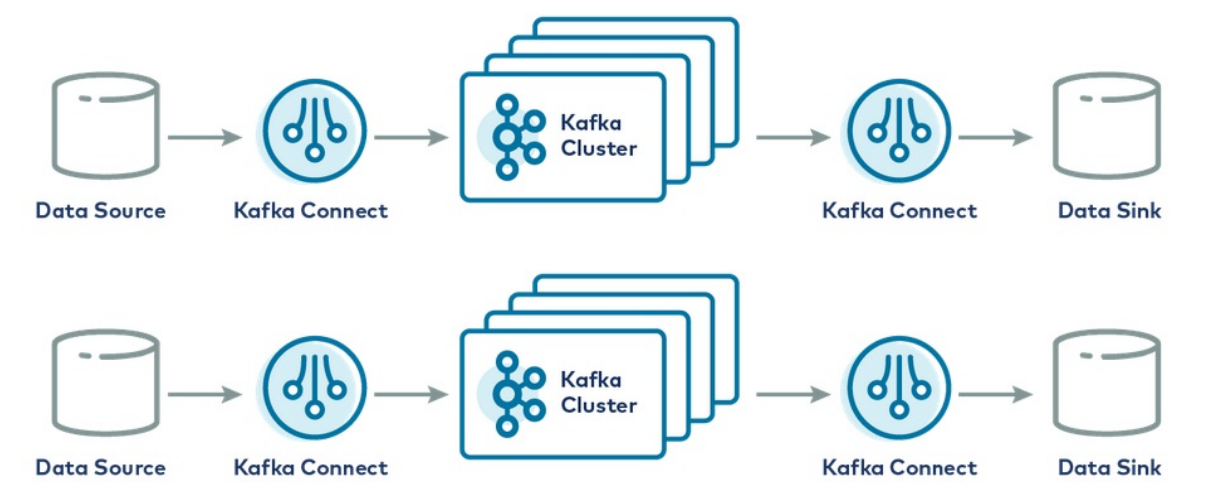 Kafka
Cluster
Data Source
Kafka Connect
Kafka Connect
Data Sink
Kafka
Cluster
Data Source
Kafka Connect
Kafka Connect
Data Sink